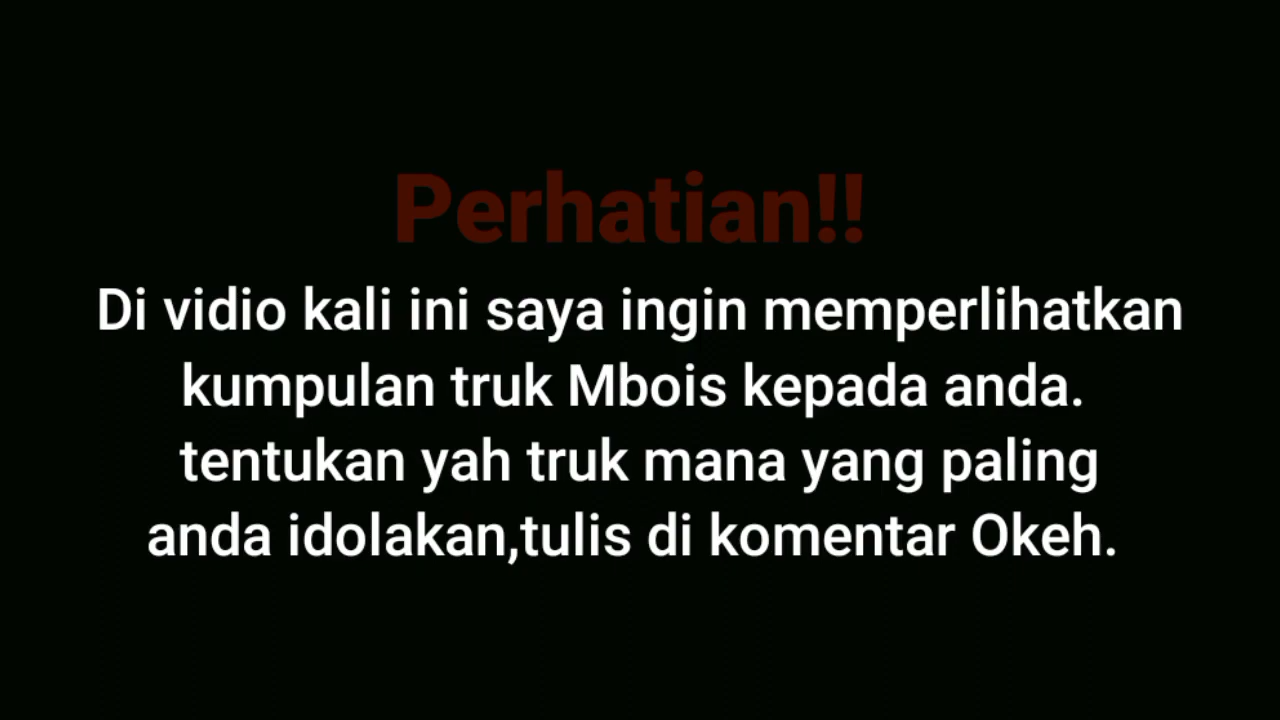 Perhatian!!
Di vidio kali ini saya ingin memperlihatkan
kumpulan truk Mbois kepada anda.
tentukan yah truk mana yang paling
anda idolakan,tulis di komentar Okeh.